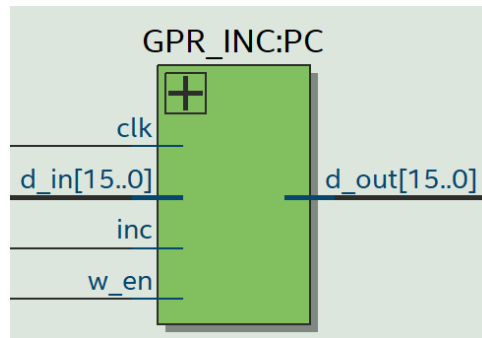 GPR_INC:PC
clk
d_in[15..0]
d_out[15..0]
inc
w_en